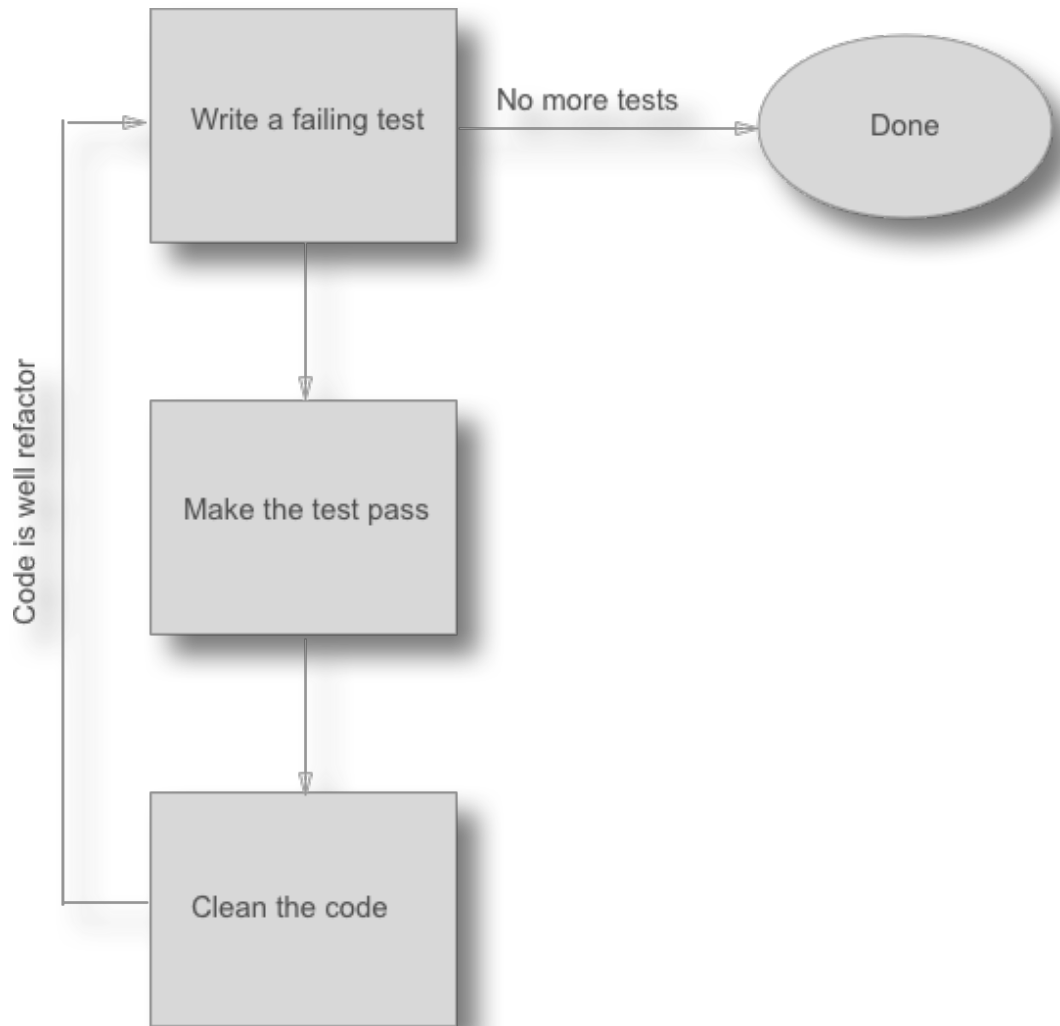 Write a failing test
No more tests
Done
Code is well refactor
Make the test pass
Clean the code